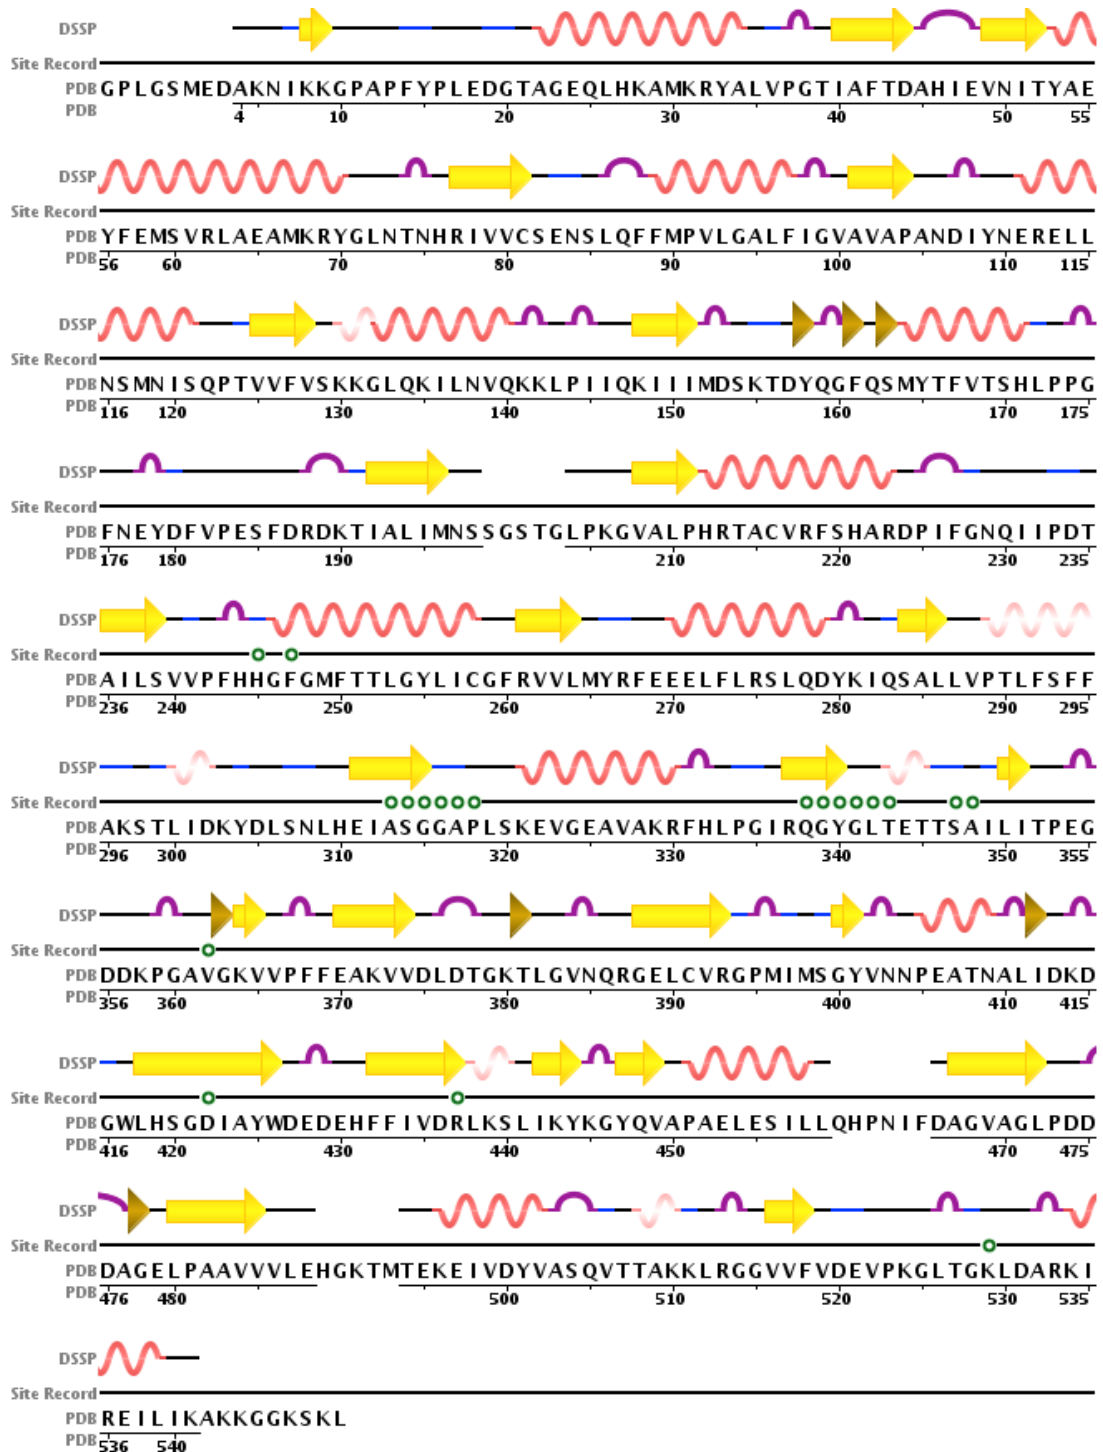 DSSP
Site Record
PDB GPLGSMEDAKNIKKGPAPFYPLEDGTAGEQLHKAMKRYALVPGTIAFTDAHIEVNITYAE
PDB 4 10 20 30 40 50 55
DSSP
Site Record
PDB YFEMSVRLAEAMKRYGLNTNHRIVVCSENSLQFFMPVLGALFIGVAVAPANDIYNERELL
PDB 56 60 70 80 90 100 110 115
DSSP
Site Record
PDB NSMNISQPTVVFVSKKGLQKILNVQKKLPIIQKIIIMDSKTDYQGFQSMYTFVTSHLPPG
PDB 116 120 130 140 150 160 170 175
DSSP
Site Record
PDB FNEYDFVPESFDRDKTIALIMNSSGSTGLPKGVALPHRTACVRFSHARDPIFGNQIIPDT
PDB 176 180 190 210 220 230 235
DSSP
Site Record
PDB AILSVVPFHHGFGMFTTLGYLICGFRVVLMYRFEEELFLRSLQDYKIQSALLVPTLFSFF
PDB 236 240 250 260 270 280 290 295
DSSP
Site Record
PDB AKSTLIDKYDLSNLHEIASGGAPLSKEVGEAVAKRFHLPGIRQGYGLTETTSAILITPEG
PDB 296 300 310 320 330 340 350 355
DSSP
Site Record
PDB DDKPGAVGKVVPFFEAKVVDLDTGKTLGVNQRGELCVRGPMIMSGYVNNPEATNALIDKD
PDB 356 360 370 380 390 400 410 415
DSSP
Site Record
PDB GWLHSGDIAYWDEDEHFFIVDRLKSLIKYKGYQVAPAELESILLQHPNIFDAGVAGLPDD
PDB 416 420 430 440 450 470 475
DSSP
Site Record
PDB DAGELPAAVVVLEHGKTMTEKEIVDYVASQVTTAKKLRGGVVFVDEVPKGLTGKLDARKI
PDB 476 480 500 510 520 530 535
DSSP
Site Record
PDB REILIKAKKGGKSKL
PDB 536 540